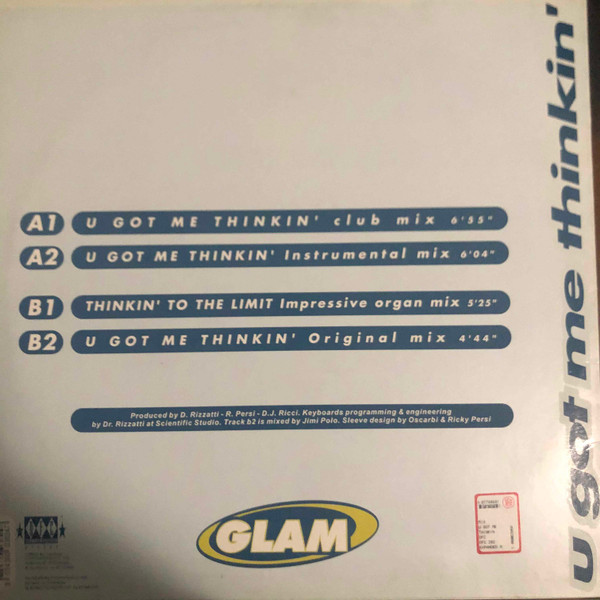 A1 U GOT ME THINKIN' club mix 6'55"
A2 U GOT ME THINKIN' Instrumental mix 6'04"
B1 THINKIN' TO THE LIMIT Impressive organ mix 5'25"
B2 U GOT ME THINKIN' Original mix 4'44"
Produced by D. Rizzatti - R. Persi - D.J. Ricci. Keyboards programming & engineering
by Dr. Rizzatti at Scientific Studio. Track b2 is mixed by Jimi Polo. Sleeve design by Oscarbi & Ricky Persi
GLAM
u got me thinkin'